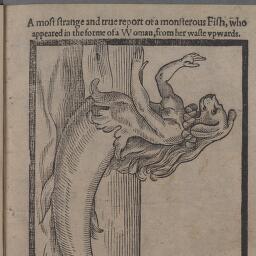 A moſt ſtrange and true report of a monſterous Fiſh, who
appeared in the forme of a Woman, from her waſte vpwards.